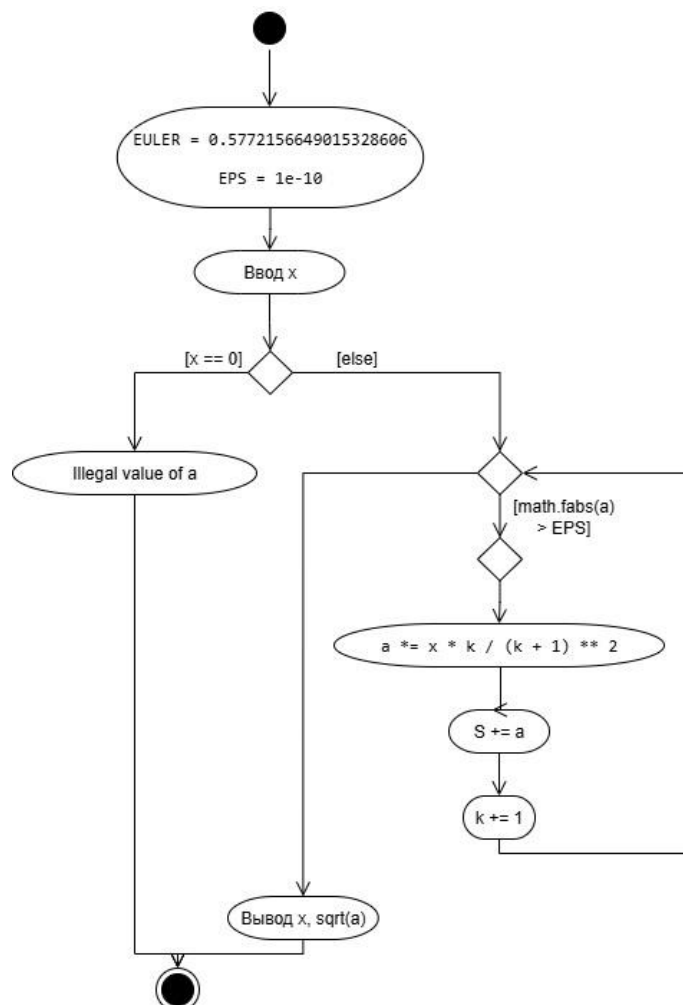 EULER = 0.5772156649015328606
EPS = 1e-10
Ввод x
[x == 0]
[else]
Illegal value of a
[math.fabs(a)
> EPS]
a *= x * k / (k + 1) ** 2
S += a
k += 1
Вывод x, sqrt(a)